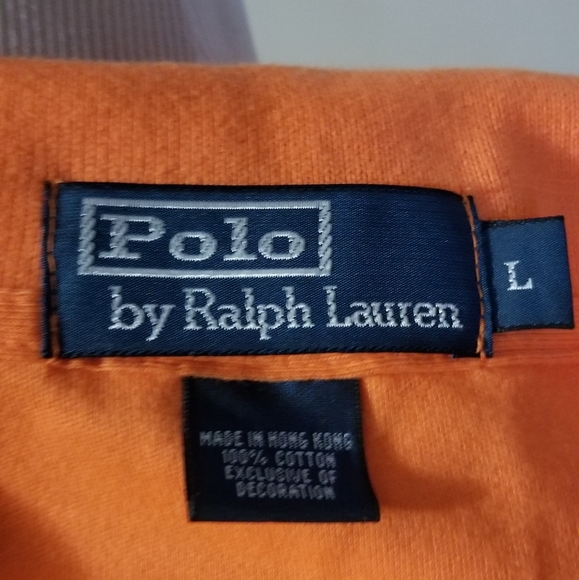 Polo
by Ralph Lauren
L
MADE IN HONG KONG
100% COTTON
EXCLUSIVE OF
DECORATION